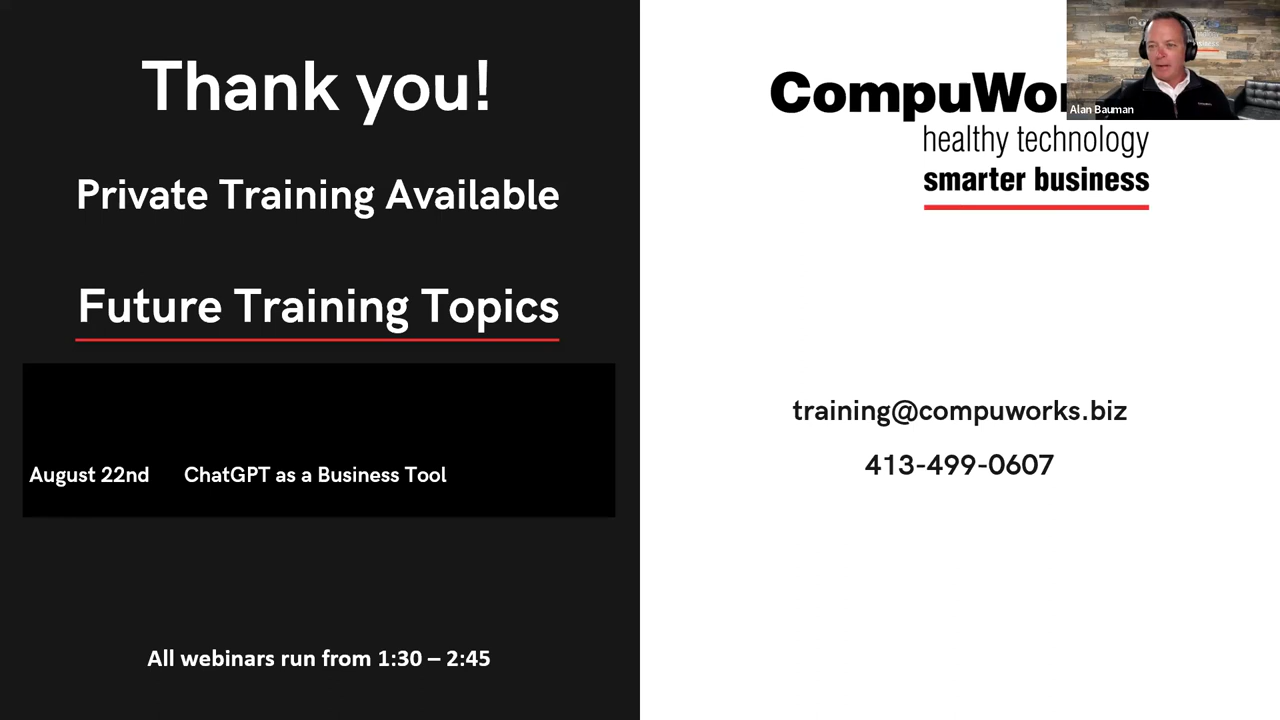 Thank you!
Private Training Available
Future Training Topics
August 22nd ChatGPT as a Business Tool
All webinars run from 1:30 – 2:45
CompuWo
healthy technology
smarter business
Alan Bauman
training@compuworks.biz
413-499-0607